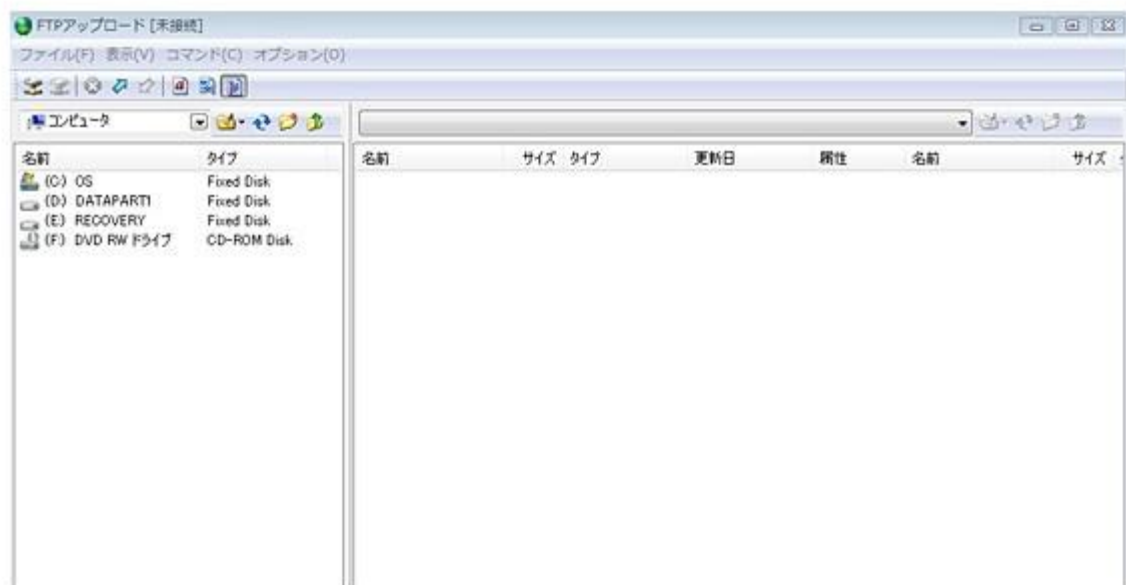 FTPアップロード [未接続]
ファイル(F) 表示(V) コマンド(C) オプション(O)
コンピュータ
名前 タイプ 名前 サイズ タイプ 更新日 属性 名前 サイズ
(C:) OS Fixed Disk
(D:) DATAPART1 Fixed Disk
(E:) RECOVERY Fixed Disk
(F:) DVD RW ドライブ CD-ROM Disk